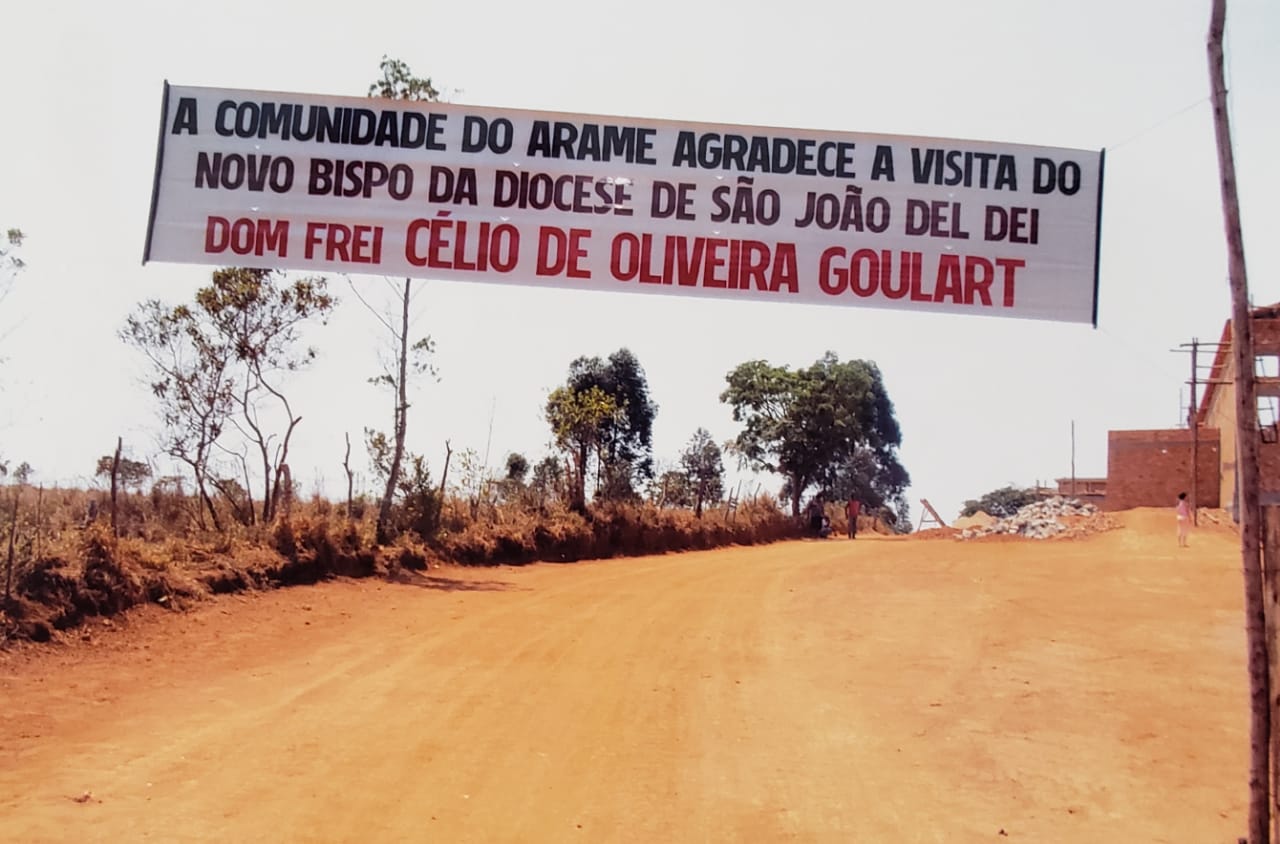 A COMUNIDADE DO ARAME AGRADECE A VISITA DO
NOVO BISPO DA DIOCESE DE SÃO JOÃO DEL DEI
DOM FREI CÉLIO DE OLIVEIRA GOULART